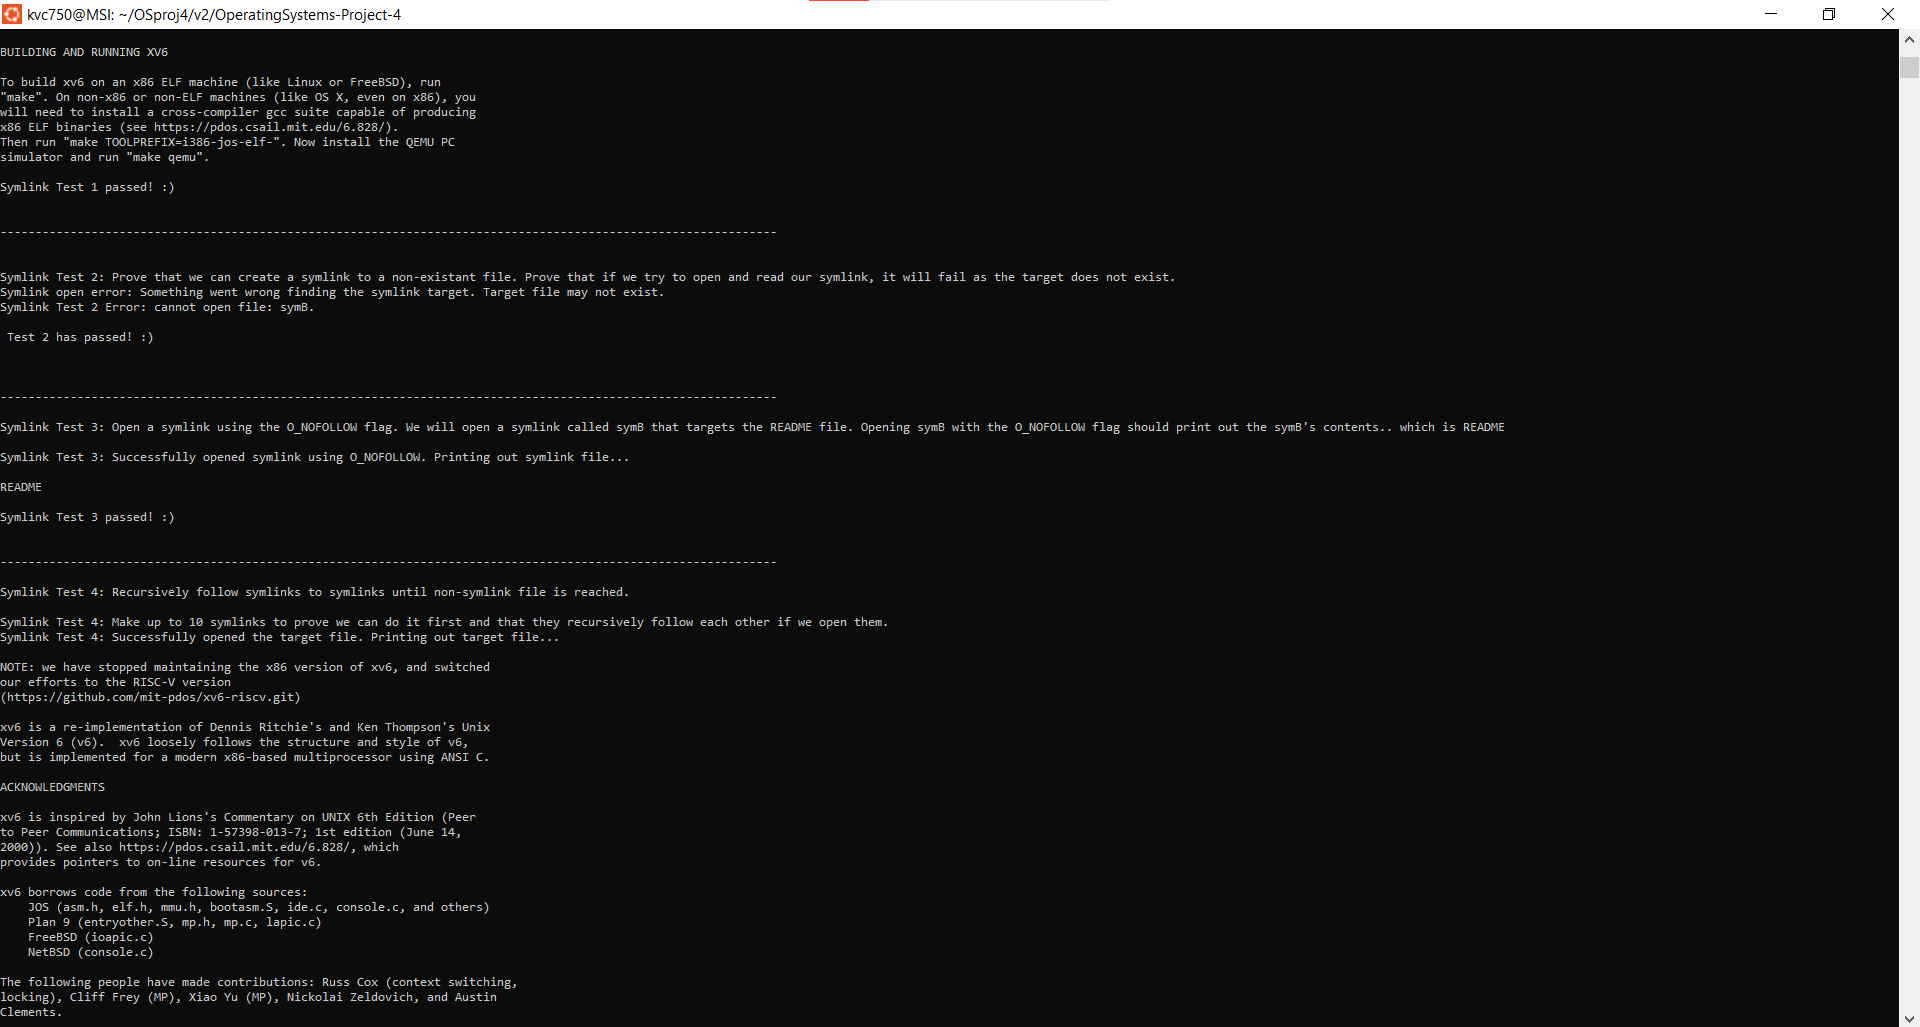 kvc750@MSI: ~/OSproj4/v2/OperatingSystems-Project-4
BUILDING AND RUNNING XV6
To build xv6 on an x86 ELF machine (like Linux or FreeBSD), run
"make". On non-x86 or non-ELF machines (like OS X, even on x86), you
will need to install a cross-compiler gcc suite capable of producing
x86 ELF binaries (see https://pdos.csail.mit.edu/6.828/).
Then run "make TOOLPREFIX=i386-jos-elf-". Now install the QEMU PC
simulator and run "make qemu".
Symlink Test 1 passed! :)
---------------------------------------------------------------------------------------------------------------
Symlink Test 2: Prove that we can create a symlink to a non-existant file. Prove that if we try to open and read our symlink, it will fail as the target does not exist.
Symlink open error: Something went wrong finding the symlink target. Target file may not exist.
Symlink Test 2 Error: cannot open file: symB.
Test 2 has passed! :)
---------------------------------------------------------------------------------------------------------------
Symlink Test 3: Open a symlink using the O_NOFOLLOW flag. We will open a symlink called symB that targets the README file. Opening symB with the O_NOFOLLOW flag should print out the symB's contents.. which is README
Symlink Test 3: Successfully opened symlink using O_NOFOLLOW. Printing out symlink file...
README
Symlink Test 3 passed! :)
---------------------------------------------------------------------------------------------------------------
Symlink Test 4: Recursively follow symlinks to symlinks until non-symlink file is reached.
Symlink Test 4: Make up to 10 symlinks to prove we can do it first and that they recursively follow each other if we open them.
Symlink Test 4: Successfully opened the target file. Printing out target file...
NOTE: we have stopped maintaining the x86 version of xv6, and switched
our efforts to the RISC-V version
(https://github.com/mit-pdos/xv6-riscv.git)
xv6 is a re-implementation of Dennis Ritchie's and Ken Thompson's Unix
Version 6 (v6).  xv6 loosely follows the structure and style of v6,
but is implemented for a modern x86-based multiprocessor using ANSI C.
ACKNOWLEDGMENTS
xv6 is inspired by John Lions's Commentary on UNIX 6th Edition (Peer
to Peer Communications; ISBN: 1-57398-013-7; 1st edition (June 14,
2000)). See also https://pdos.csail.mit.edu/6.828/, which
provides pointers to on-line resources for v6.
xv6 borrows code from the following sources:
    JOS (asm.h, elf.h, mmu.h, bootasm.S, ide.c, console.c, and others)
    Plan 9 (entryother.S, mp.h, mp.c, lapic.c)
    FreeBSD (ioapic.c)
    NetBSD (console.c)
The following people have made contributions: Russ Cox (context switching,
locking), Cliff Frey (MP), Xiao Yu (MP), Nickolai Zeldovich, and Austin
Clements.